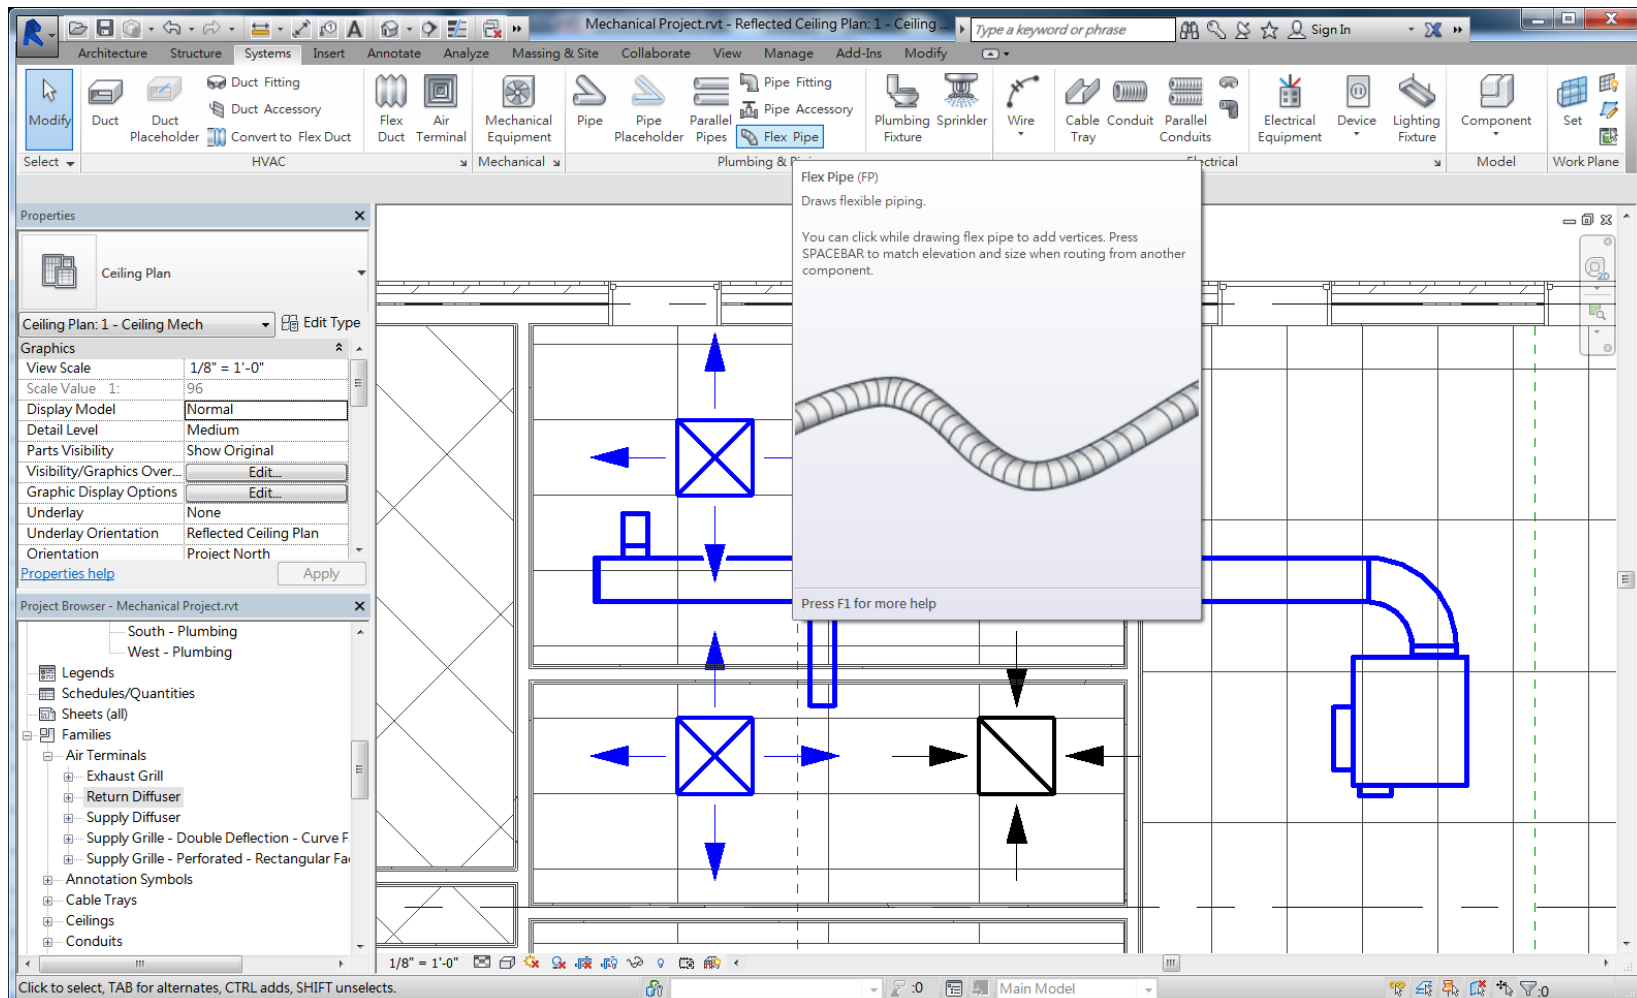 Mechanical Project.rvt - Reflected Ceiling Plan: 1 - Ceiling ...
Type a keyword or phrase
Sign In
Architecture Structure Systems Insert Annotate Analyze Massing & Site Collaborate View Manage Add-Ins Modify
Modify
Duct
Duct Placeholder
Duct Fitting
Duct Accessory
Convert to Flex Duct
Flex Duct
Air Terminal
Mechanical Equipment
Pipe
Pipe Placeholder
Parallel Pipes
Pipe Fitting
Pipe Accessory
Flex Pipe
Plumbing Fixture
Sprinkler
Wire
Cable Tray
Conduit
Parallel Conduits
Electrical Equipment
Device
Lighting Fixture
Component
Set
Select
HVAC
Mechanical
Plumbing &
Model
Work Plane
Flex Pipe (FP)
Draws flexible piping.
You can click while drawing flex pipe to add vertices. Press
SPACEBAR to match elevation and size when routing from another
component.
Press F1 for more help
2D
Properties
Ceiling Plan
Ceiling Plan: 1 - Ceiling Mech
Edit Type
Graphics
View Scale 1/8" = 1'-0"
Scale Value 1: 96
Display Model Normal
Detail Level Medium
Parts Visibility Show Original
Visibility/Graphics Over... Edit...
Graphic Display Options Edit...
Underlay None
Underlay Orientation Reflected Ceiling Plan
Orientation Project North
Properties help
Apply
Project Browser - Mechanical Project.rvt
South - Plumbing
West - Plumbing
Legends
Schedules/Quantities
Sheets (all)
Families
Air Terminals
Exhaust Grill
Return Diffuser
Supply Diffuser
Supply Grille - Double Deflection - Curve F
Supply Grille - Perforated - Rectangular Fa
Annotation Symbols
Cable Trays
Ceilings
Conduits
1/8" = 1'-0"
Click to select, TAB for alternates, CTRL adds, SHIFT unselects.
:0
Main Model
:0